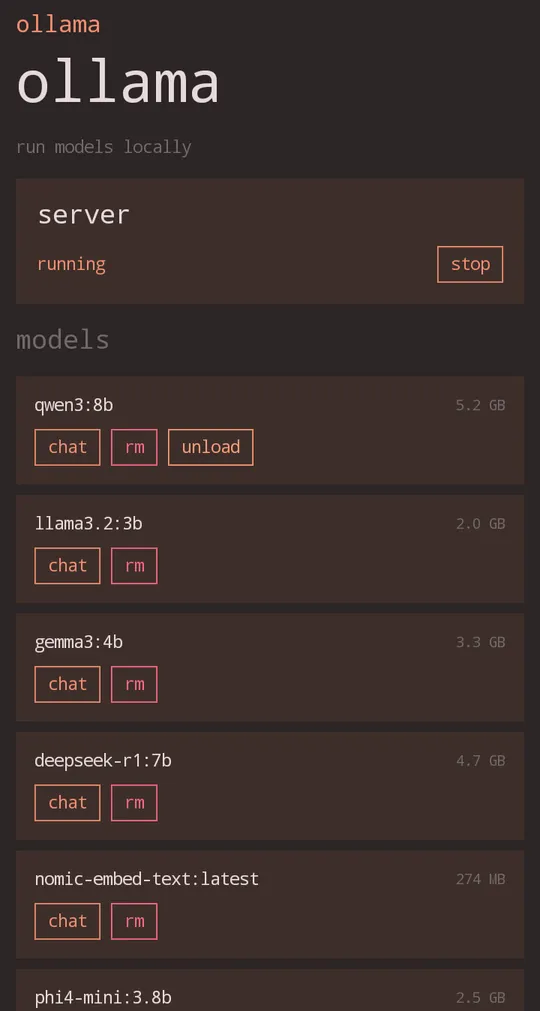 ollama
ollama
run models locally
server
running stop
models
qwen3:8b 5.2 GB
chat rm unload
llama3.2:3b 2.0 GB
chat rm
gemma3:4b 3.3 GB
chat rm
deepseek-r1:7b 4.7 GB
chat rm
nomic-embed-text:latest 274 MB
chat rm
phi4-mini:3.8b 2.5 GB